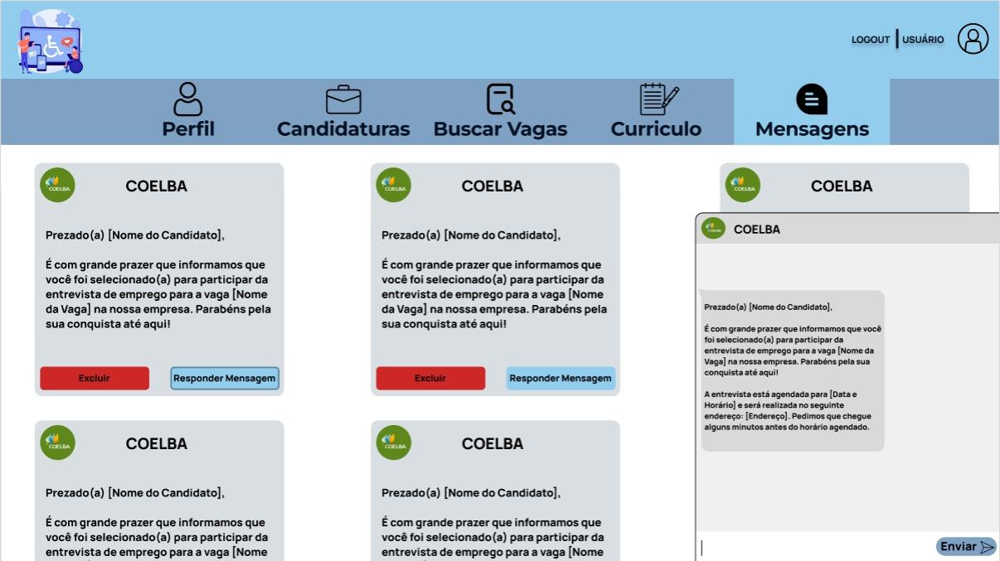 LOGOUT USUÁRIO
Perfil
Candidaturas
Buscar Vagas
Curriculo
Mensagens
COELBA
COELBA
Prezado(a) [Nome do Candidato],
É com grande prazer que informamos que
você foi selecionado(a) para participar da
entrevista de emprego para a vaga [Nome
da Vaga] na nossa empresa. Parabéns pela
sua conquista até aqui!
Excluir
Responder Mensagem
COELBA
COELBA
Prezado(a) [Nome do Candidato],
É com grande prazer que informamos que
você foi selecionado(a) para participar da
entrevista de emprego para a vaga [Nome
da Vaga] na nossa empresa. Parabéns pela
sua conquista até aqui!
Excluir
Responder Mensagem
COELBA
COELBA
COELBA
COELBA
Prezado(a) [Nome do Candidato],
É com grande prazer que informamos que você
foi selecionado(a) para participar da
entrevista de emprego para a vaga [Nome da
Vaga] na nossa empresa. Parabéns pela sua
conquista até aqui!
A entrevista está agendada para [Data e
Horário] e será realizada no seguinte
endereço: [Endereço]. Pedimos que chegue
alguns minutos antes do horário agendado.
Enviar
COELBA
COELBA
Prezado(a) [Nome do Candidato],
É com grande prazer que informamos que
você foi selecionado(a) para participar da
entrevista de emprego para a vaga [Nome
COELBA
COELBA
Prezado(a) [Nome do Candidato],
É com grande prazer que informamos que
você foi selecionado(a) para participar da
entrevista de emprego para a vaga [Nome